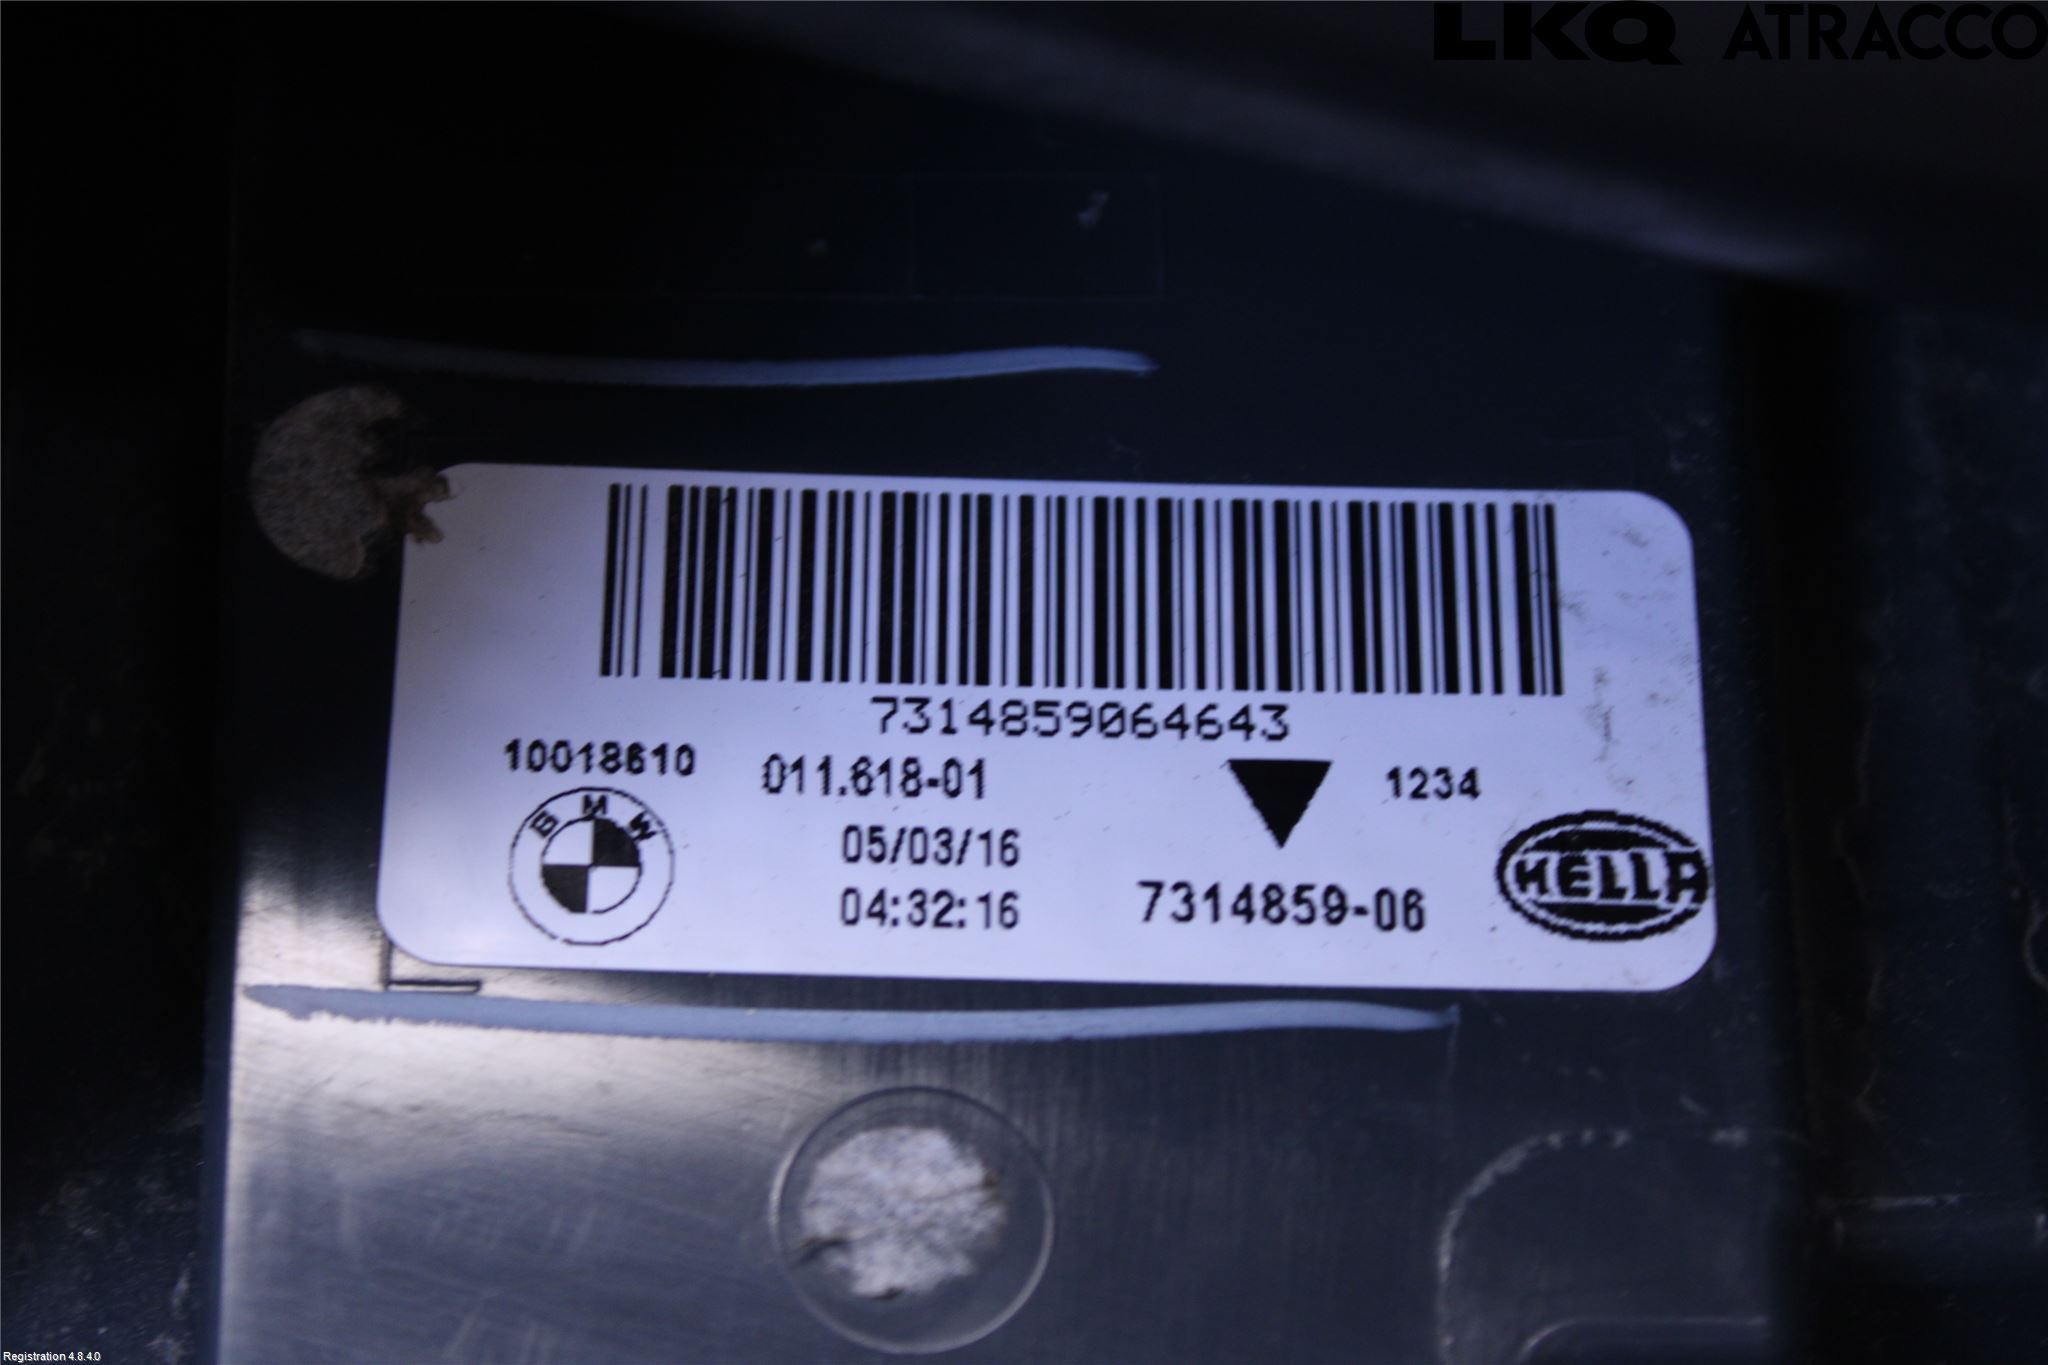 LKQ ATRACCO
7314859064643
10018610
011.618-01
1234
BMW
05/03/16
HELLA
04:32:16
7314859-06
Registration 4.8.4.0